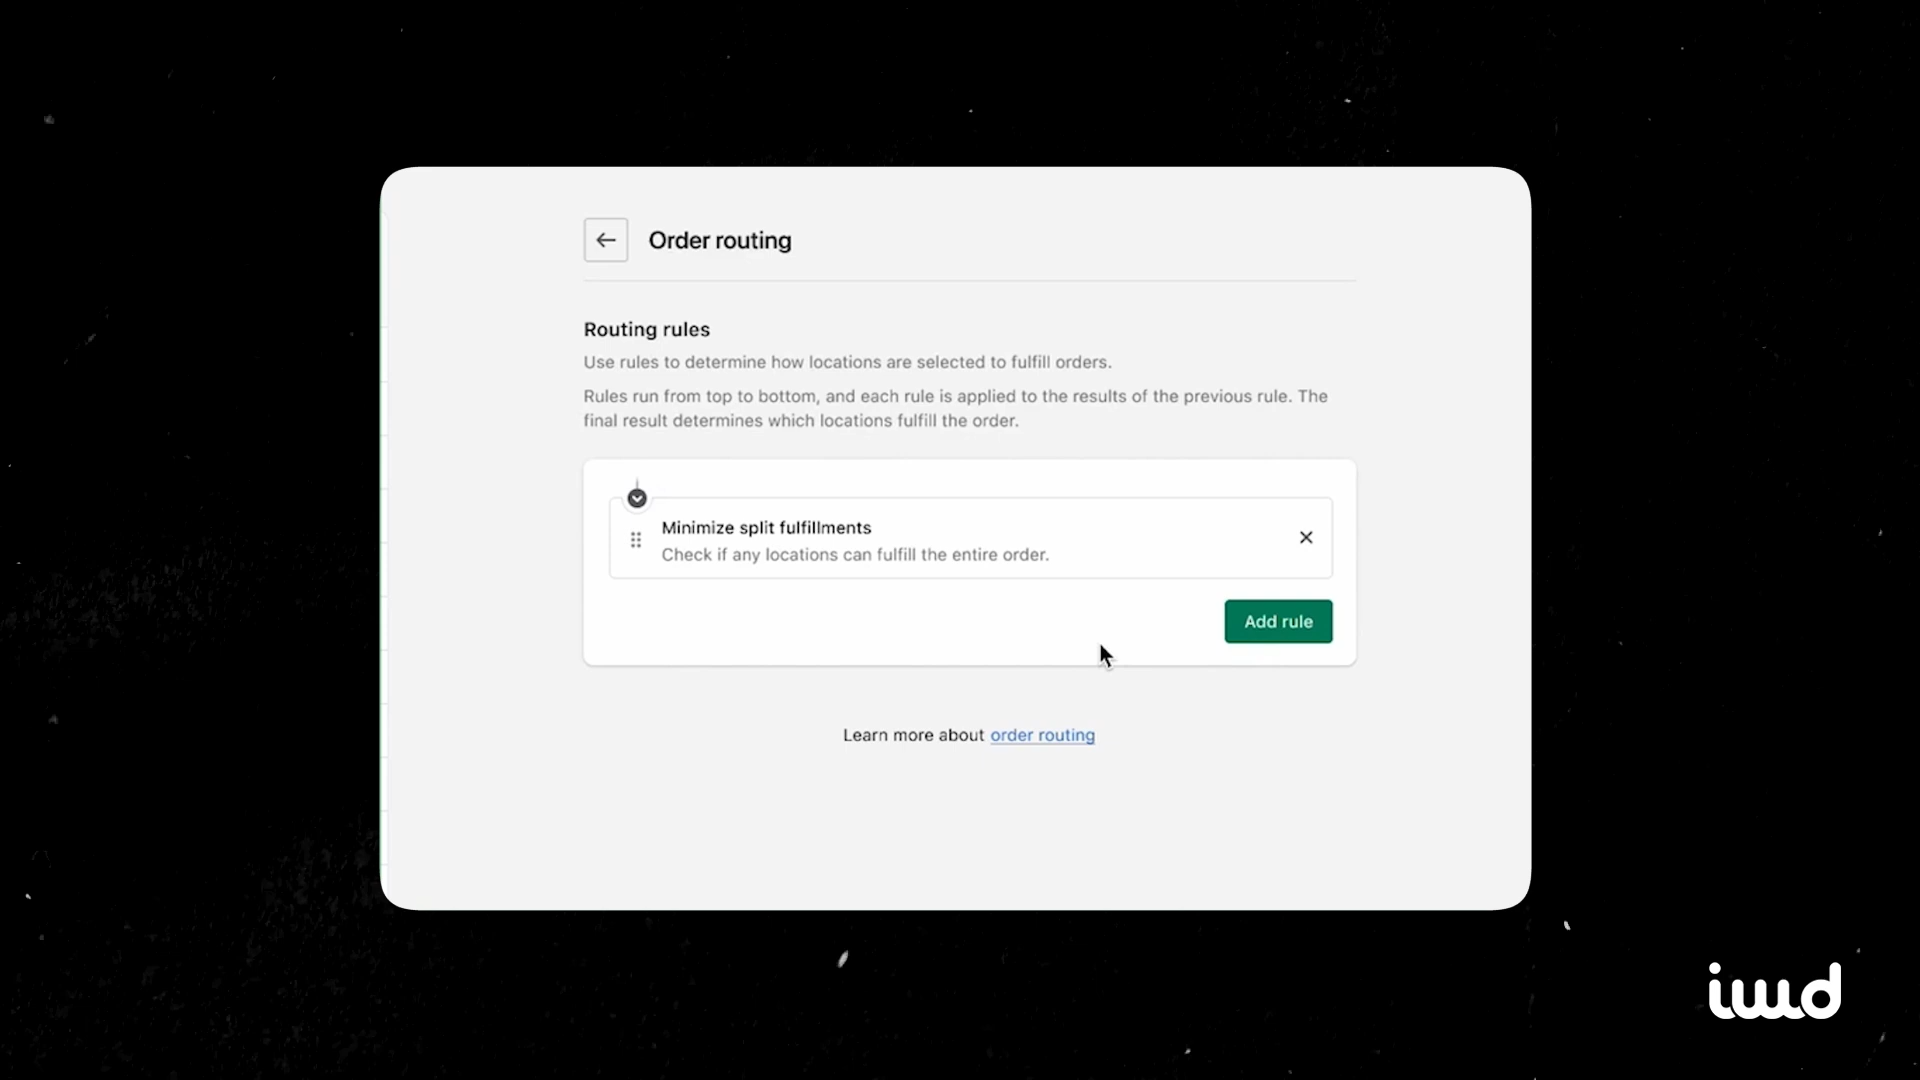 Order routing
Routing rules
Use rules to determine how locations are selected to fulfill orders.
Rules run from top to bottom, and each rule is applied to the results of the previous rule. The
final result determines which locations fulfill the order.
Minimize split fulfillments
Check if any locations can fulfill the entire order.
Add rule
Learn more about order routing
iwd